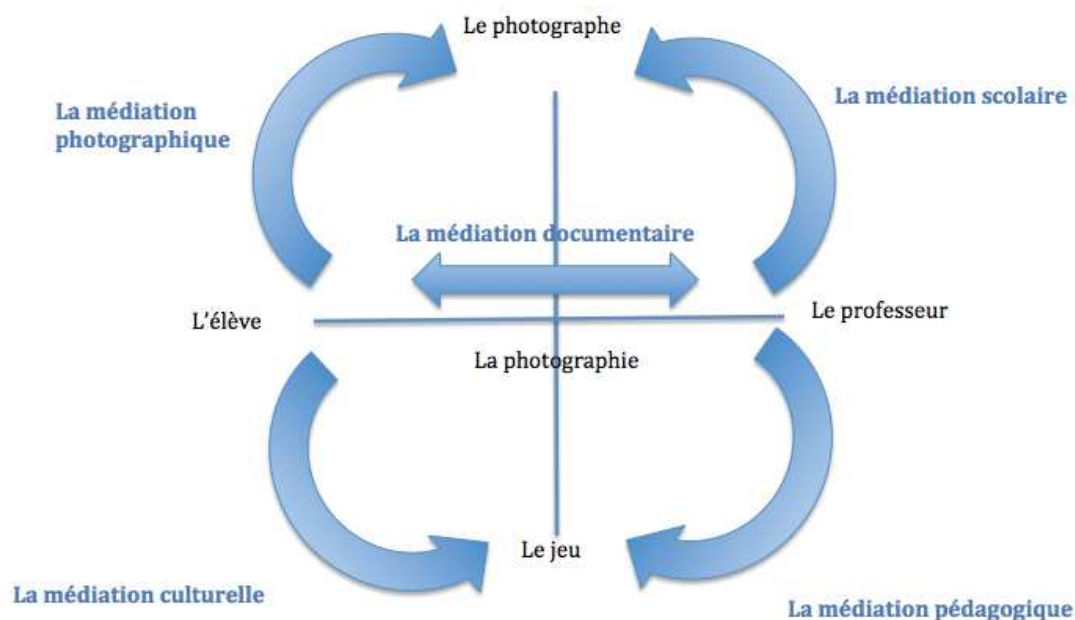 Le photographe
La médiation
photographique
La médiation scolaire
La médiation documentaire
L'élève
Le professeur
La photographie
Le jeu
La médiation culturelle
La médiation pédagogique